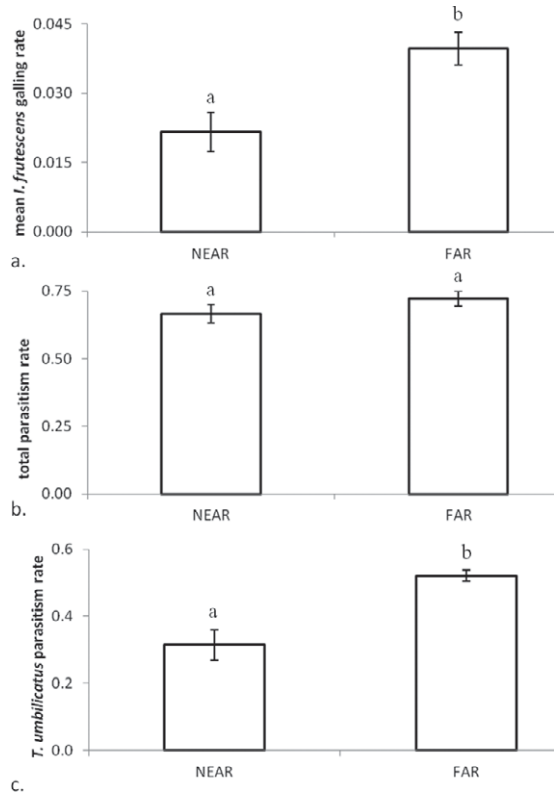 0.045
0.030
0.015
0.000
mean I. frutescens galling rate
a
b
NEAR
FAR
a.
0.75
0.50
0.25
0.00
total parasitism rate
a
a
NEAR
FAR
b.
0.6
0.4
0.2
0.0
T. umbilicatus parasitism rate
a
b
NEAR
FAR
c.